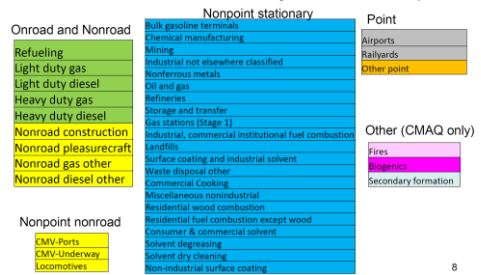 Onroad and Nonroad
Refueling
Light duty gas
Light duty diesel
Heavy duty gas
Heavy duty diesel
Nonroad construction
Nonroad pleasurecraft
Nonroad gas other
Nonroad diesel other
Nonpoint nonroad
CMV-Ports
CMV-Underway
Locomotives
Nonpoint stationary
Bulk gasoline terminals
Chemical manufacturing
Mining
Industrial not elsewhere classified
Nonferrous metals
Oil and gas
Refineries
Storage and transfer
Gas stations (Stage 1)
Industrial, commercial institutional fuel combustion
Landfills
Surface coating and industrial solvent
Waste disposal other
Commercial Cooking
Miscellaneous nonindustrial
Residential wood combustion
Residential fuel combustion except wood
Consumer & commercial solvent
Solvent degreasing
Solvent dry cleaning
Non-industrial surface coating
Point
Airports
Railyards
Other point
Other (CMAQ only)
Fires
Biogenics
Secondary formation
8